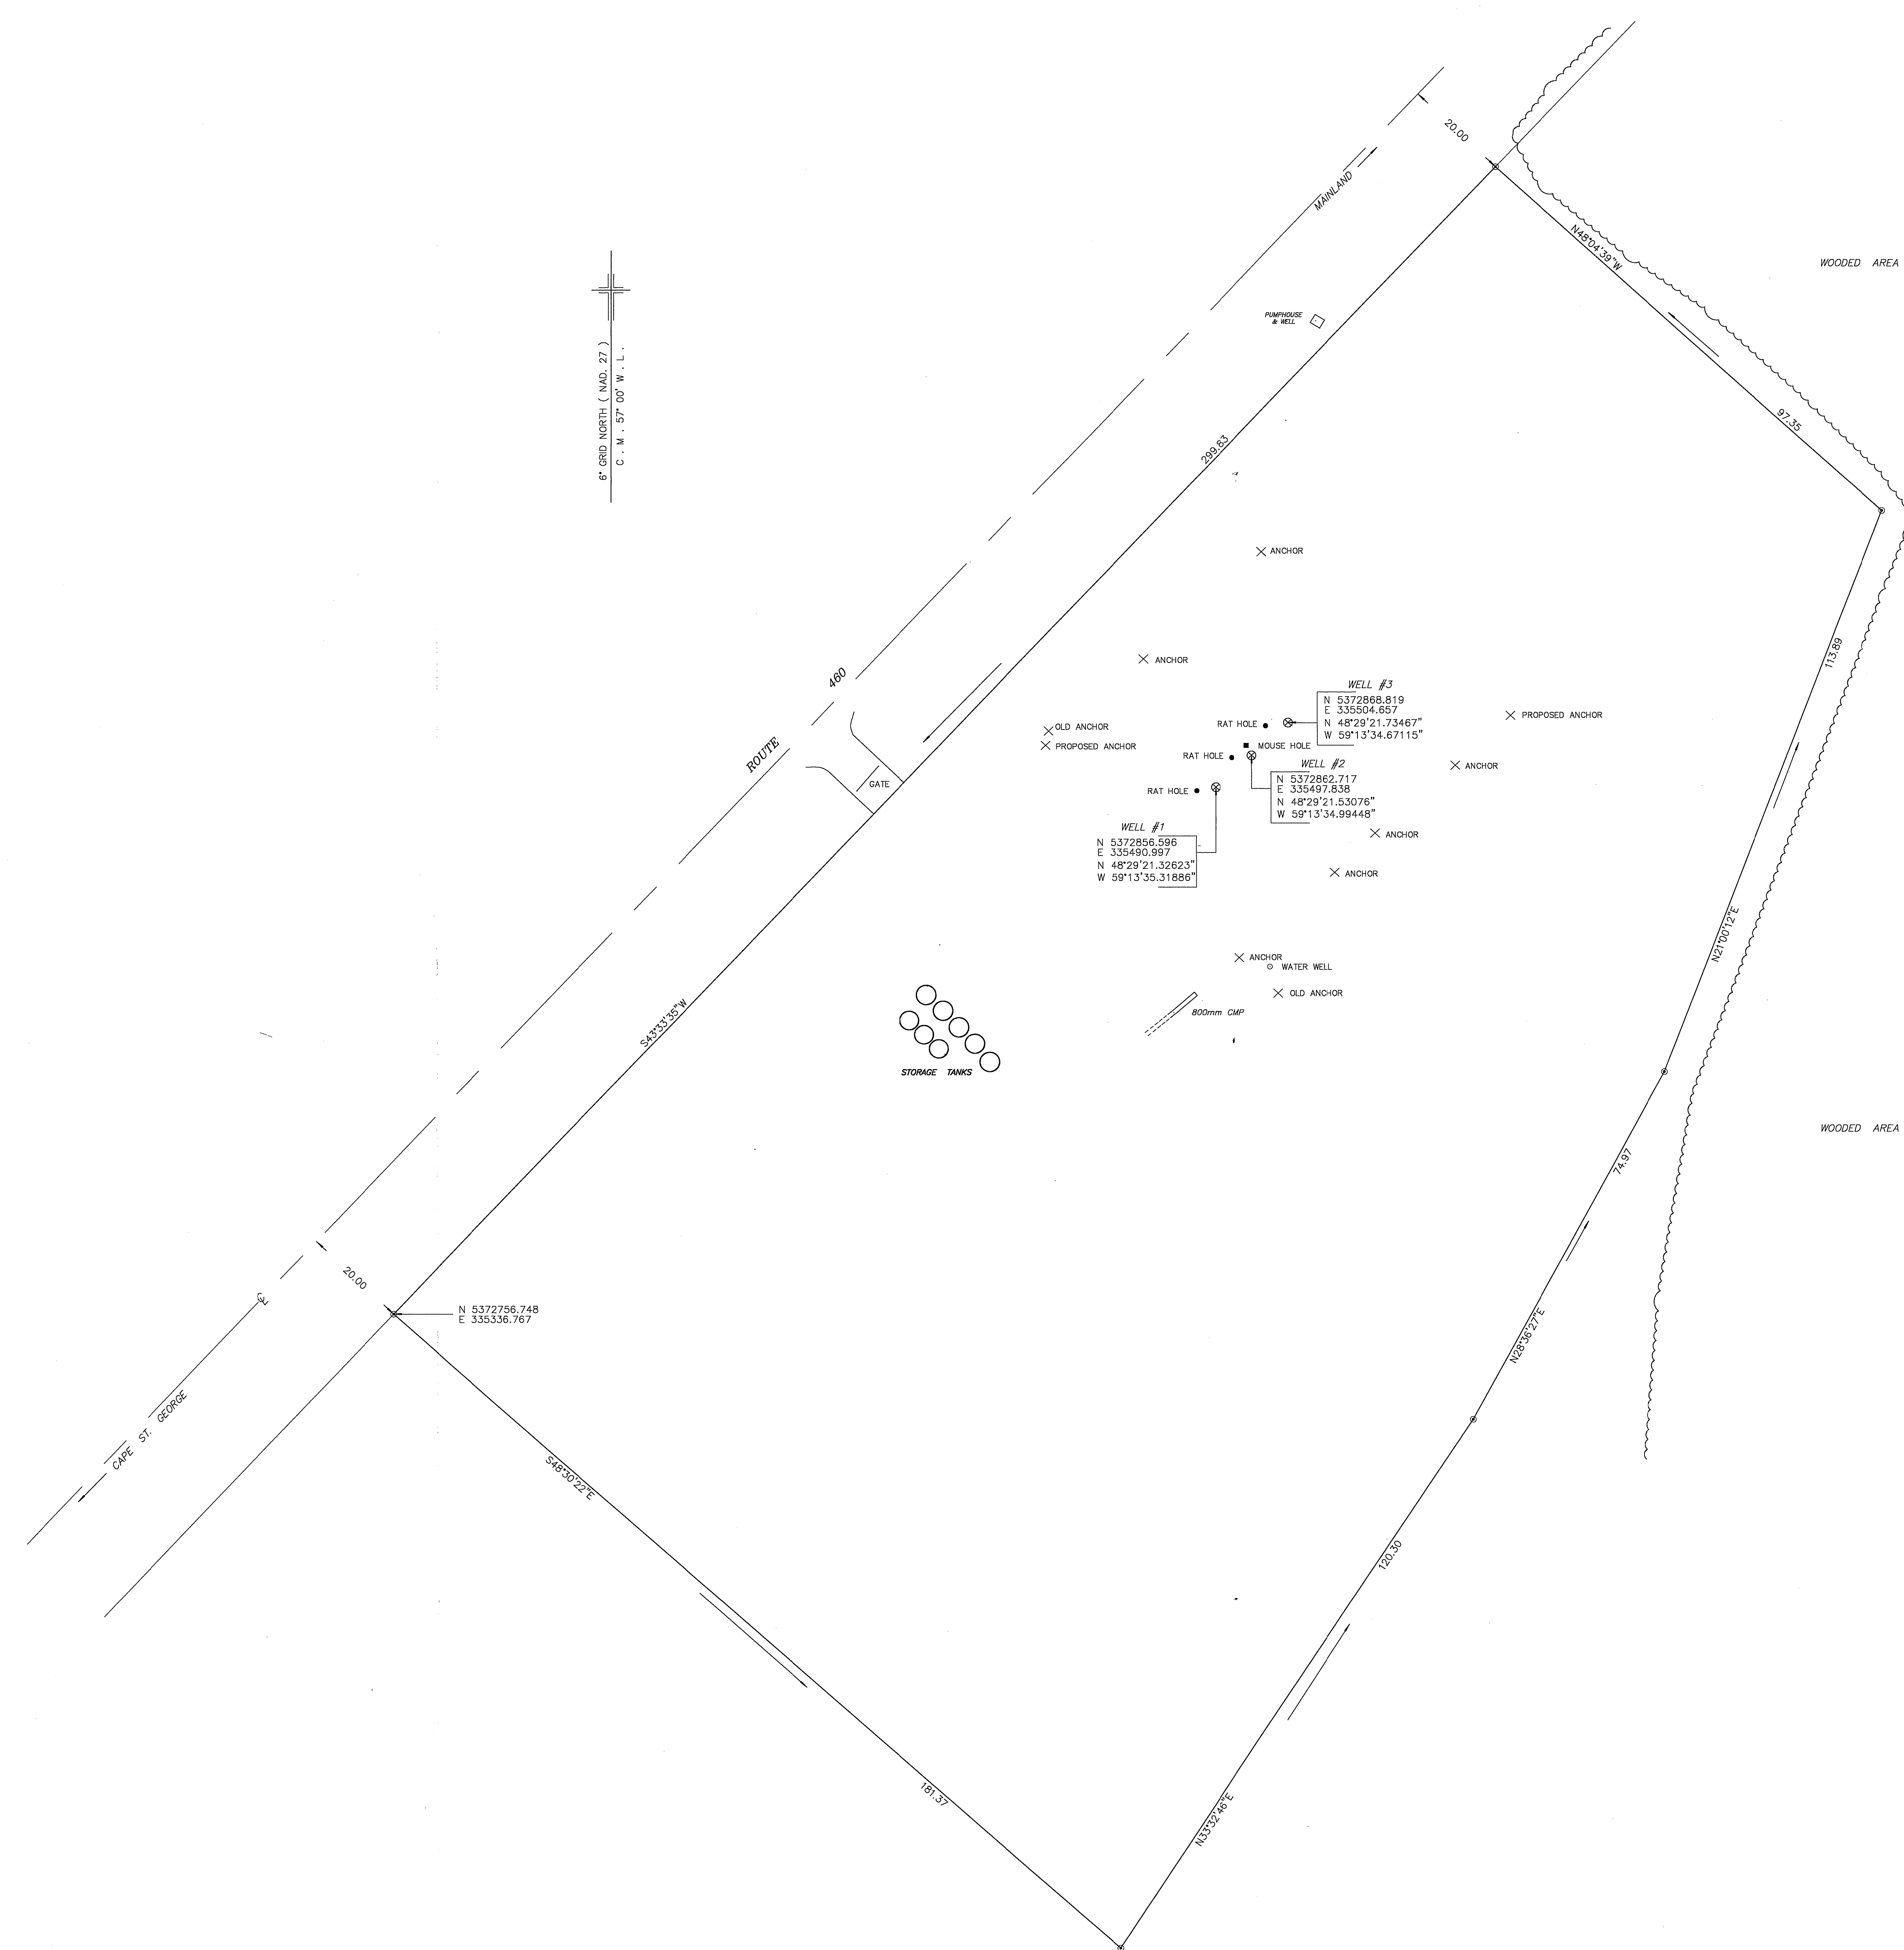 20.00
MAINLAND
N48°04'39"W
WOODED AREA
PUMPHOUSE
& WELL
6° GRID NORTH ( NAD. 27 )
C . M . 57° 00' W . L .
97.35
299.83
ANCHOR
113.89
ANCHOR
460
ROUTE
WELL #3
N 5372868.819
E 335504.657
N 48°29'21.73467"
W 59°13'34.67115"
RAT HOLE
PROPOSED ANCHOR
OLD ANCHOR
PROPOSED ANCHOR
MOUSE HOLE
RAT HOLE
WELL #2
N 5372862.717
E 335497.838
N 48°29'21.53076"
W 59°13'34.99448"
ANCHOR
GATE
RAT HOLE
WELL #1
N 5372856.596
E 335490.997
N 48°29'21.32623"
W 59°13'35.31886"
ANCHOR
ANCHOR
N21°00'12"E
ANCHOR
WATER WELL
OLD ANCHOR
800mm CMP
S43°33'35"W
STORAGE TANKS
WOODED AREA
74.97
20.00
N 5372756.748
E 335336.767
N28°36'27"E
CAPE ST. GEORGE
S48°30'22"E
120.30
181.37
N33°32'46"E